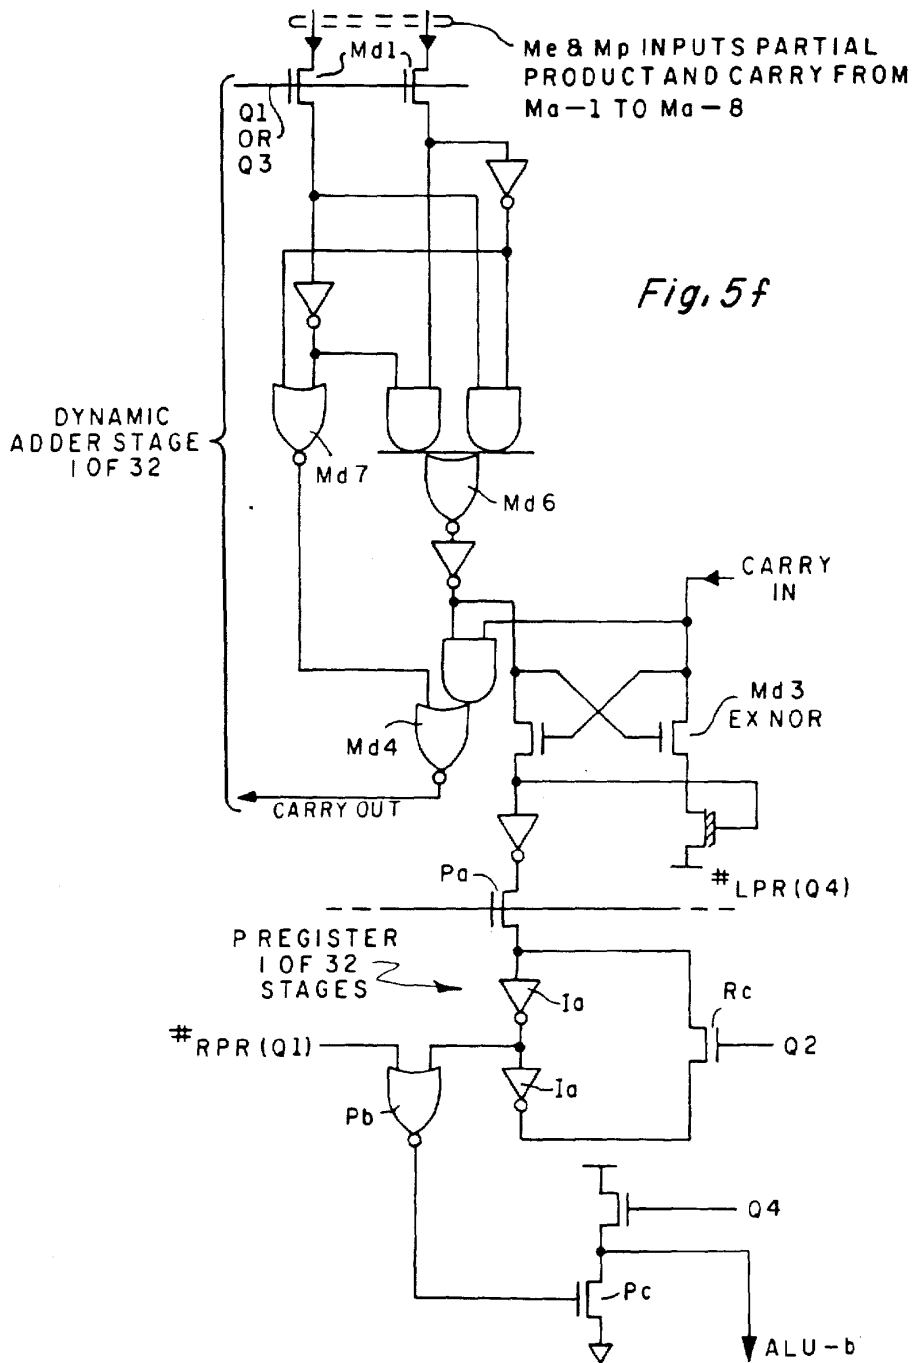 Me & Mp INPUTS PARTIAL
PRODUCT AND CARRY FROM
Ma-1 TO Ma-8
Md1
Q1
OR
Q3
Fig. 5f
DYNAMIC
ADDER STAGE
1 OF 32
Md7
Md6
CARRY
IN
Md3
EX NOR
Md4
CARRY OUT
Pa
#LPR(Q4)
P REGISTER
1 OF 32
STAGES
Ia
Rc
#RPR(Q1)
Q2
Ia
Pb
Q4
Pc
ALU-b